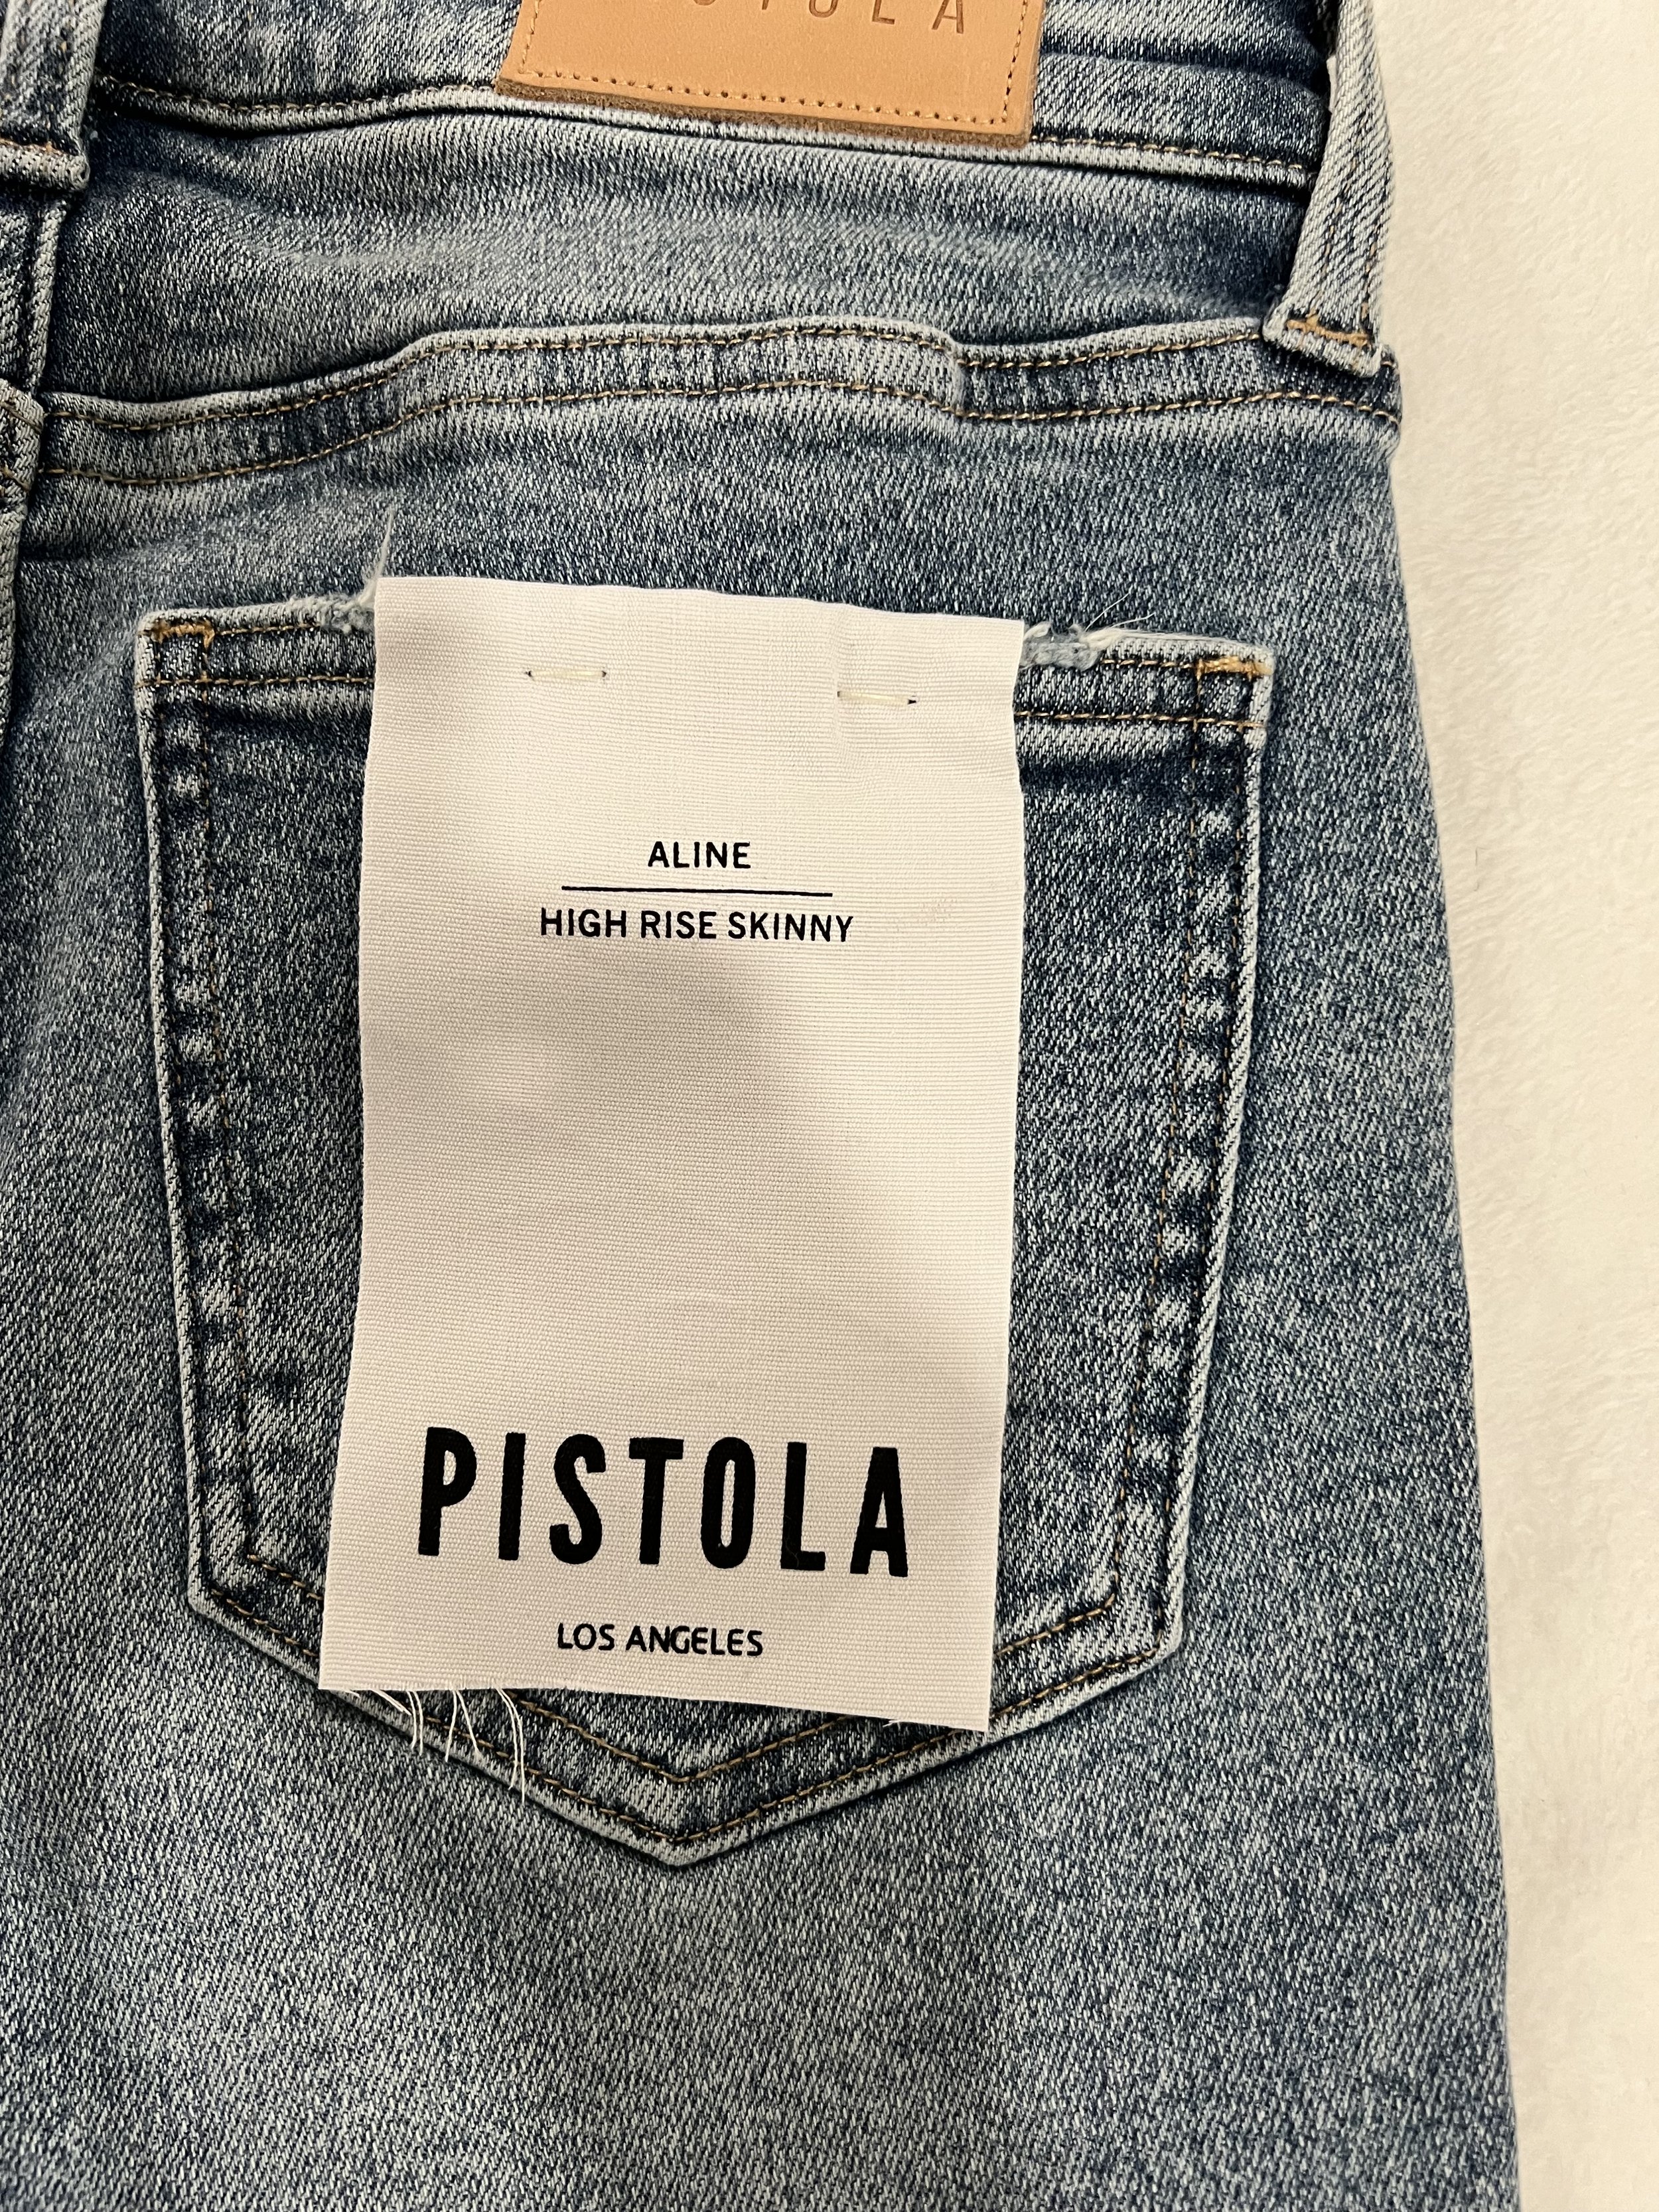 ALINE
HIGH RISE SKINNY
PISTOLA
LOS ANGELES